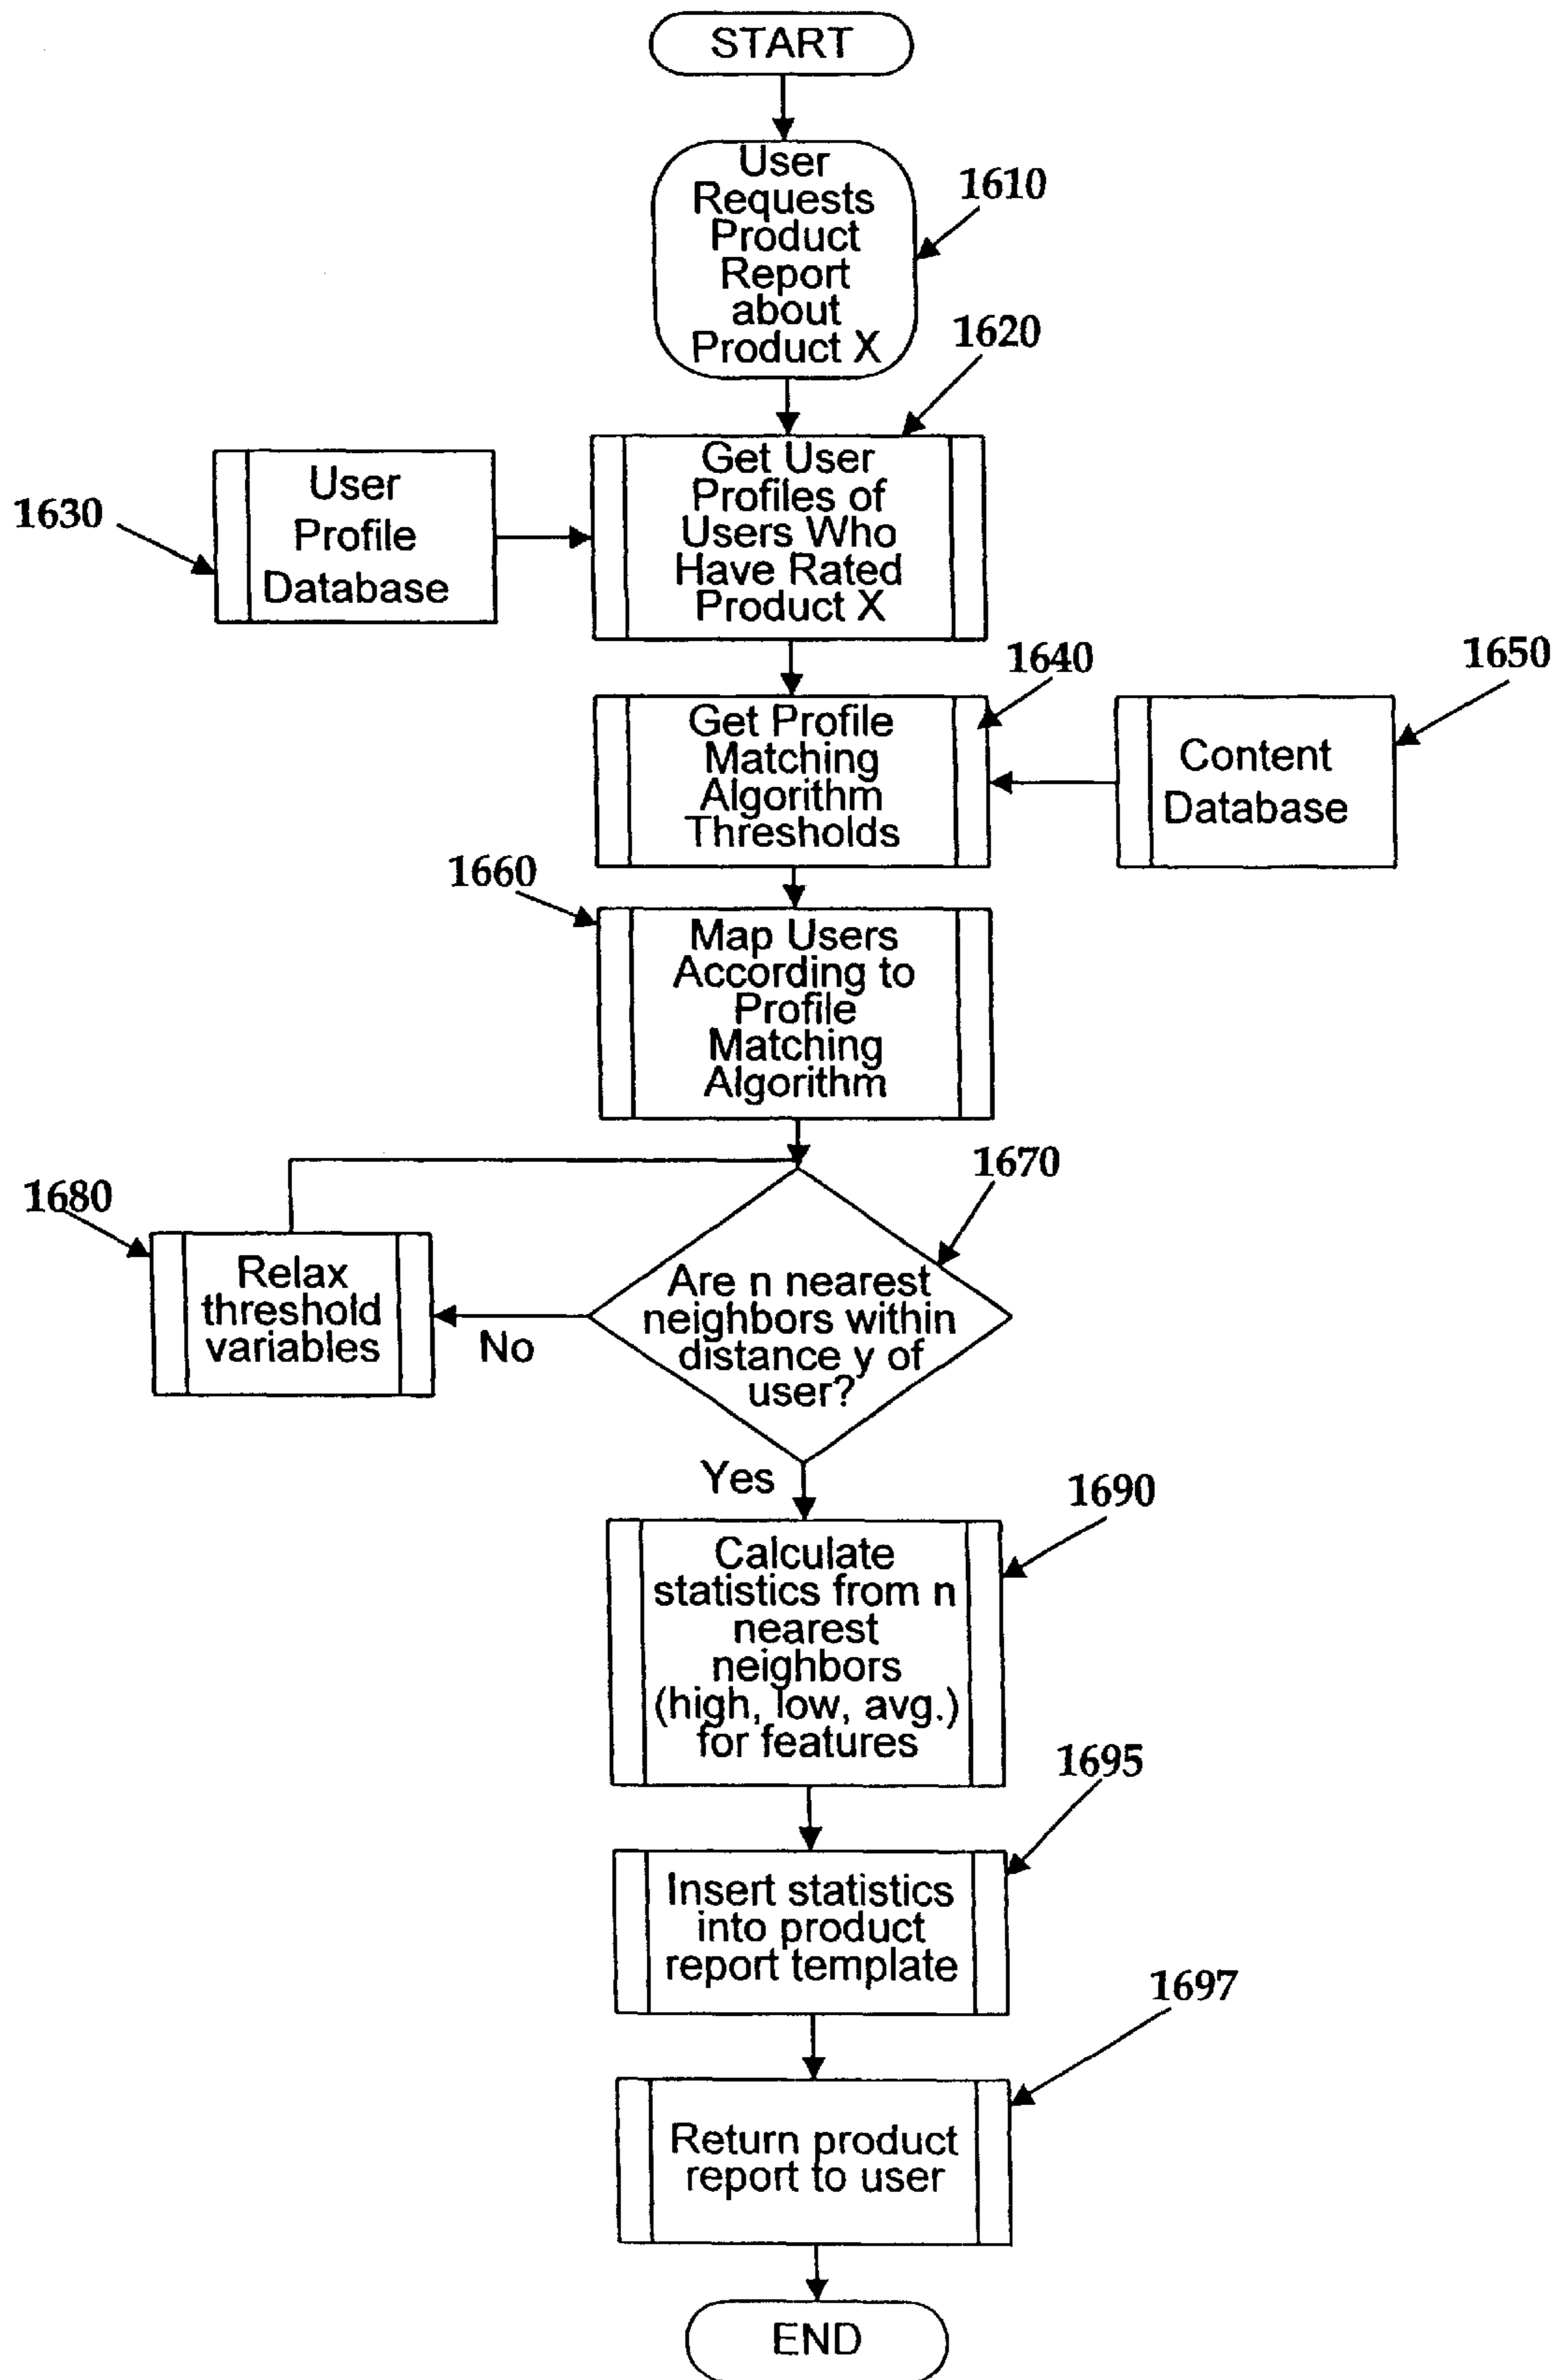 START
User
Requests
Product
Report
about
Product X
1610
1620
Get User
Profiles of
Users Who
Have Rated
Product X
User
Profile
Database
1630
1640
1650
Get Profile
Matching
Algorithm
Thresholds
Content
Database
1660
Map Users
According to
Profile
Matching
Algorithm
1670
1680
Relax
threshold
variables
No
Are n nearest
neighbors within
distance y of
user?
Yes
1690
Calculate
statistics from n
nearest
neighbors
(high, low, avg.)
for features
1695
Insert statistics
into product
report template
1697
Return product
report to user
END